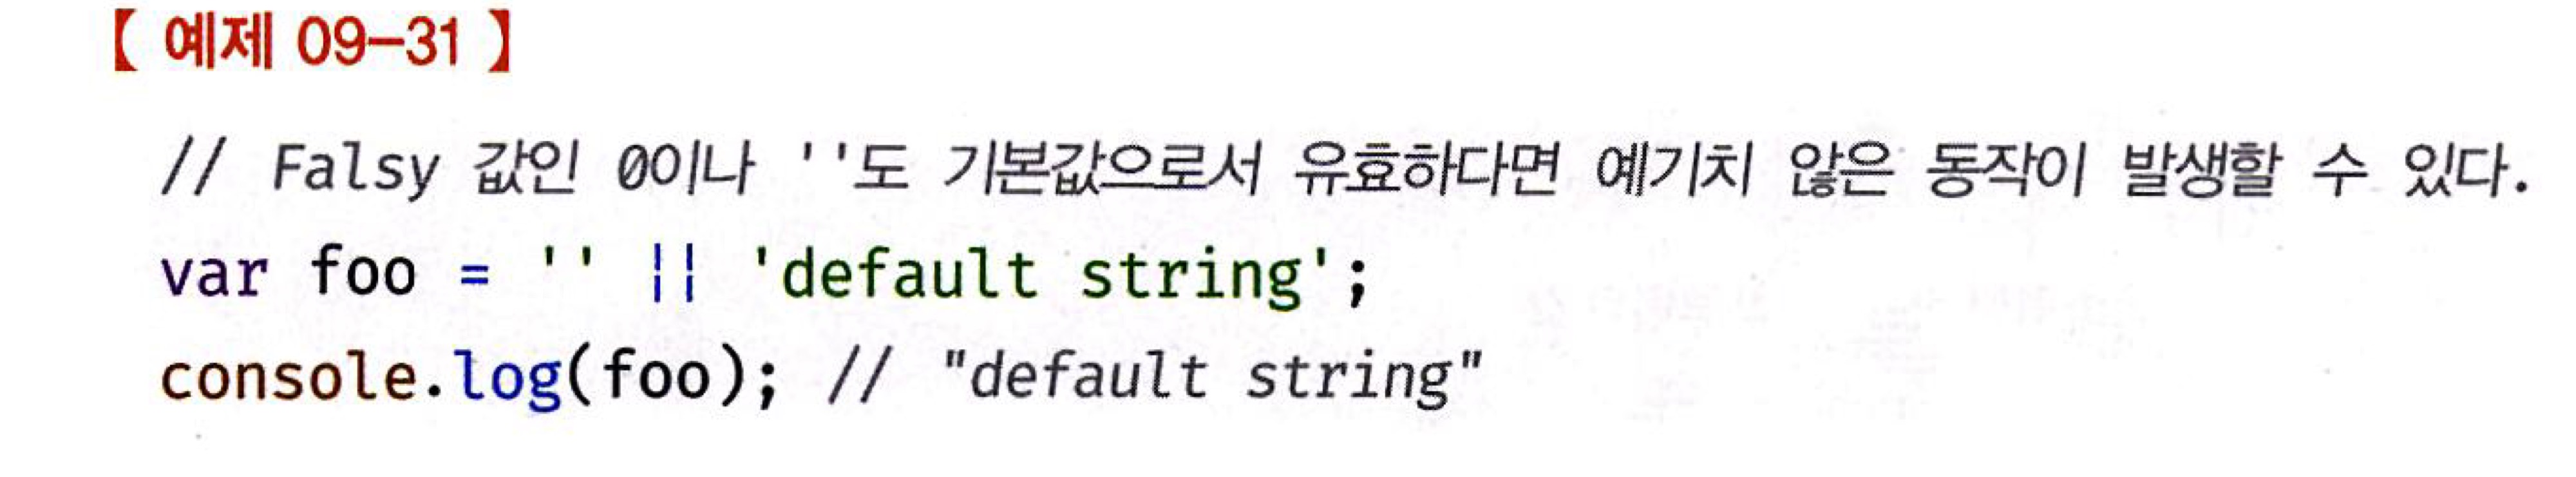 【 예제 09-31 】
// Falsy 값인 0이나 ''도 기본값으로서 유효하다면 예기치 않은 동작이 발생할 수 있다.
var foo = '' || 'default string';
console.log(foo); // "default string"